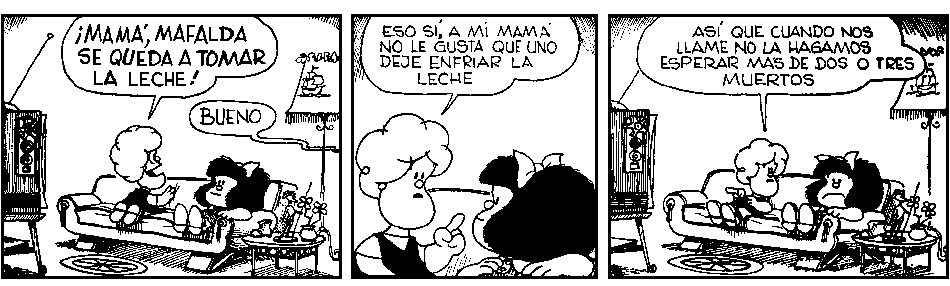 ¡MAMÁ, MAFALDA
SE QUEDA A TOMAR
LA LECHE!
BUENO
ESO SÍ, A MI MAMÁ
NO LE GUSTA QUE UNO
DEJE ENFRIAR LA
LECHE
ASÍ QUE CUANDO NOS
LLAME NO LA HAGAMOS
ESPERAR MAS DE DOS O TRES
MUERTOS